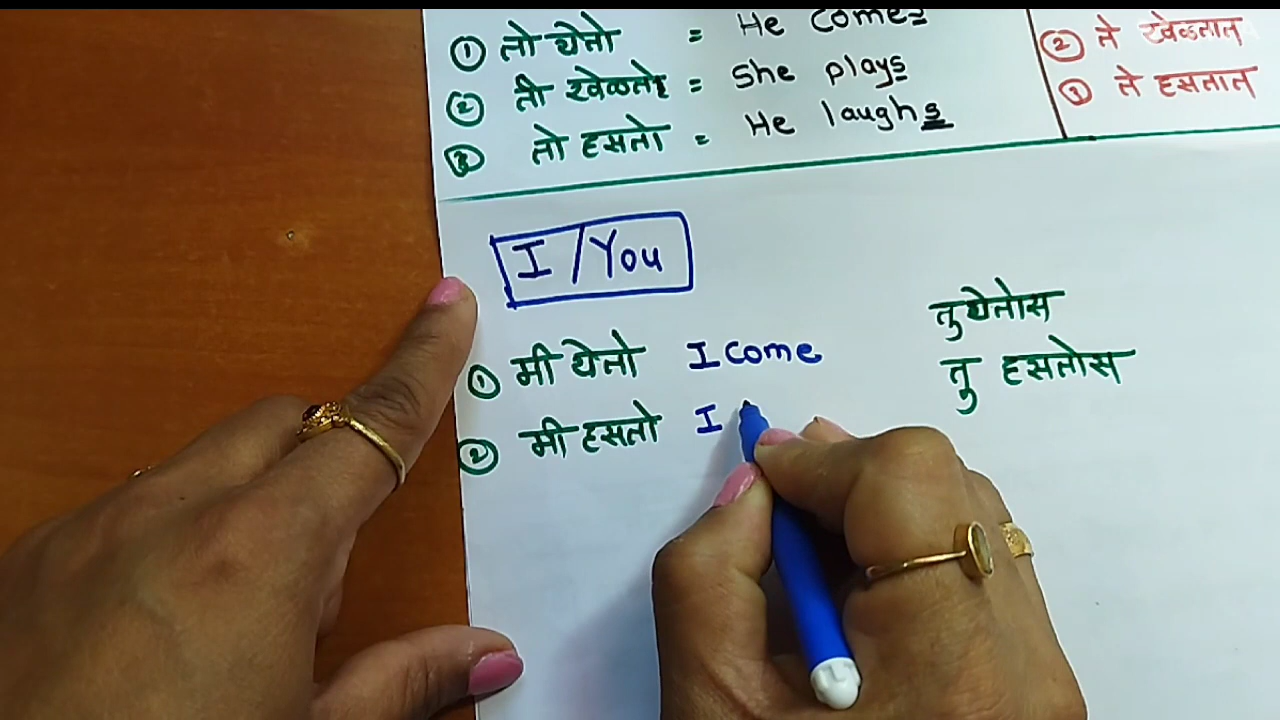 ① तो येतो = He comes
② ती खेळते = She plays
③ तो हसतो = He laughs
② ते खेळतात
③ ते हसतात
I/You
① मी येतो I come
② मी हसतो I
तु येतोस
तु हसतोस